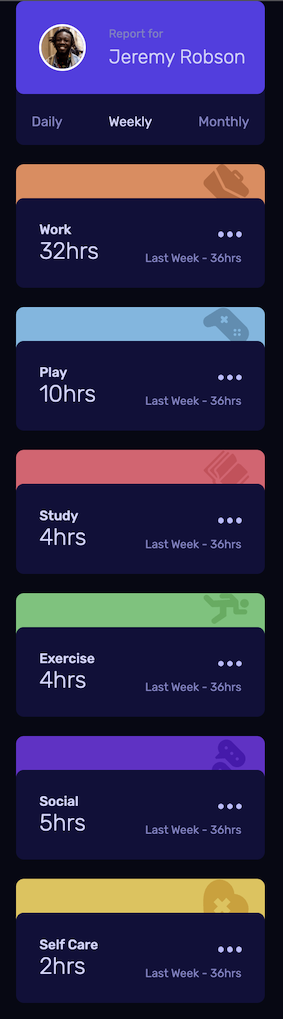 Report for
Jeremy Robson
Daily Weekly Monthly
Work
32hrs
Last Week - 36hrs
Play
10hrs
Last Week - 36hrs
Study
4hrs
Last Week - 36hrs
Exercise
4hrs
Last Week - 36hrs
Social
5hrs
Last Week - 36hrs
Self Care
2hrs
Last Week - 36hrs